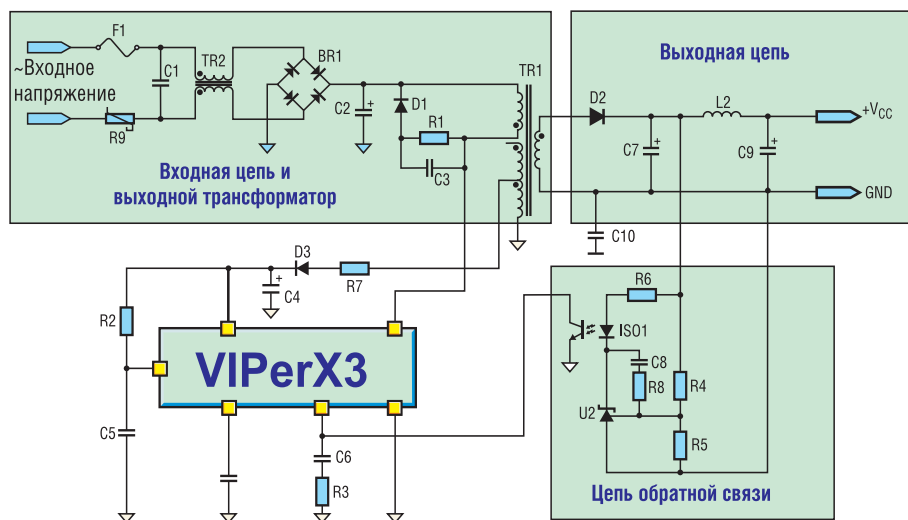 F1
TR2
BR1
TR1
Выходная цепь
~Входное
напряжение
C1
C2
+
D1
R1
C3
R9
Входная цепь и
выходной трансформатор
D2
L2
+VCC
C7
+
C9
+
GND
C10
D3
R7
C4
+
R2
VIPerX3
C5
C6
R3
R6
ISO1
C8
R8
R4
U2
R5
Цепь обратной связи